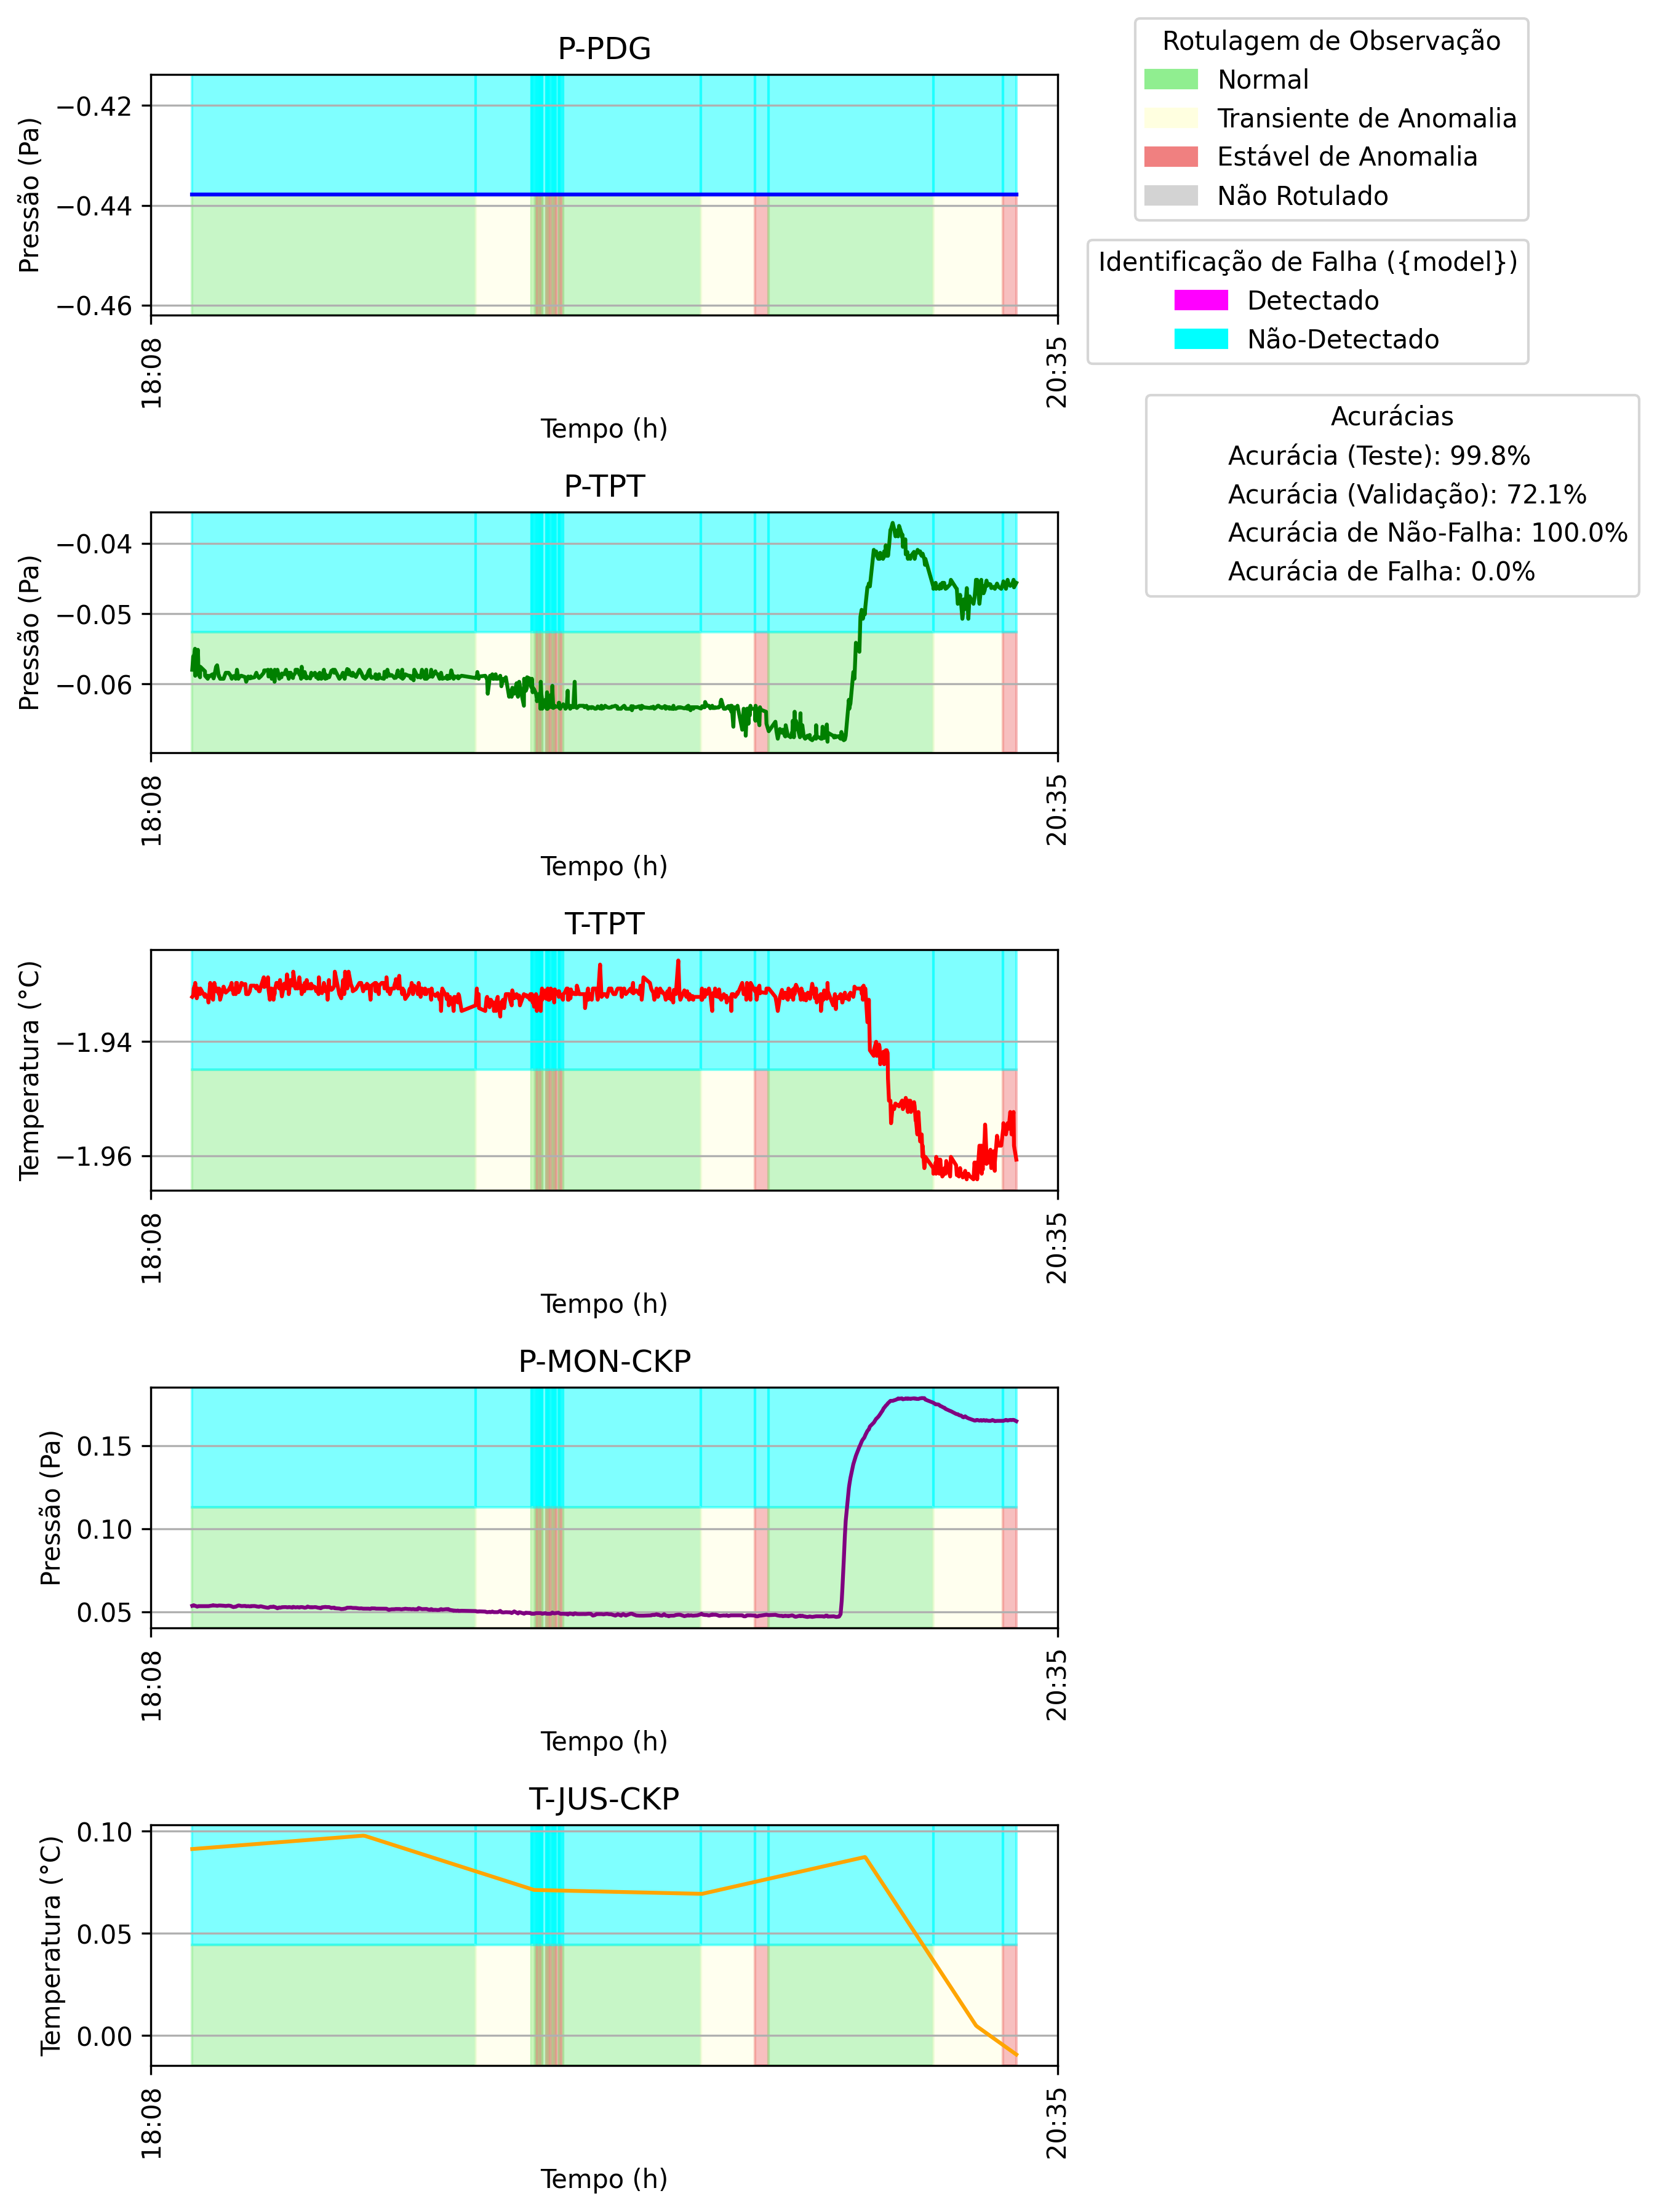 P-PDG
Pressão (Pa)
−0.42
−0.44
−0.46
18:08
20:35
Tempo (h)
Rotulagem de Observação
Normal
Transiente de Anomalia
Estável de Anomalia
Não Rotulado
Identificação de Falha ({model})
Detectado
Não-Detectado
Acurácias
Acurácia (Teste): 99.8%
Acurácia (Validação): 72.1%
Acurácia de Não-Falha: 100.0%
Acurácia de Falha: 0.0%
P-TPT
Pressão (Pa)
−0.04
−0.05
−0.06
18:08
20:35
Tempo (h)
T-TPT
Temperatura (°C)
−1.94
−1.96
18:08
20:35
Tempo (h)
P-MON-CKP
Pressão (Pa)
0.15
0.10
0.05
18:08
20:35
Tempo (h)
T-JUS-CKP
Temperatura (°C)
0.10
0.05
0.00
18:08
20:35
Tempo (h)